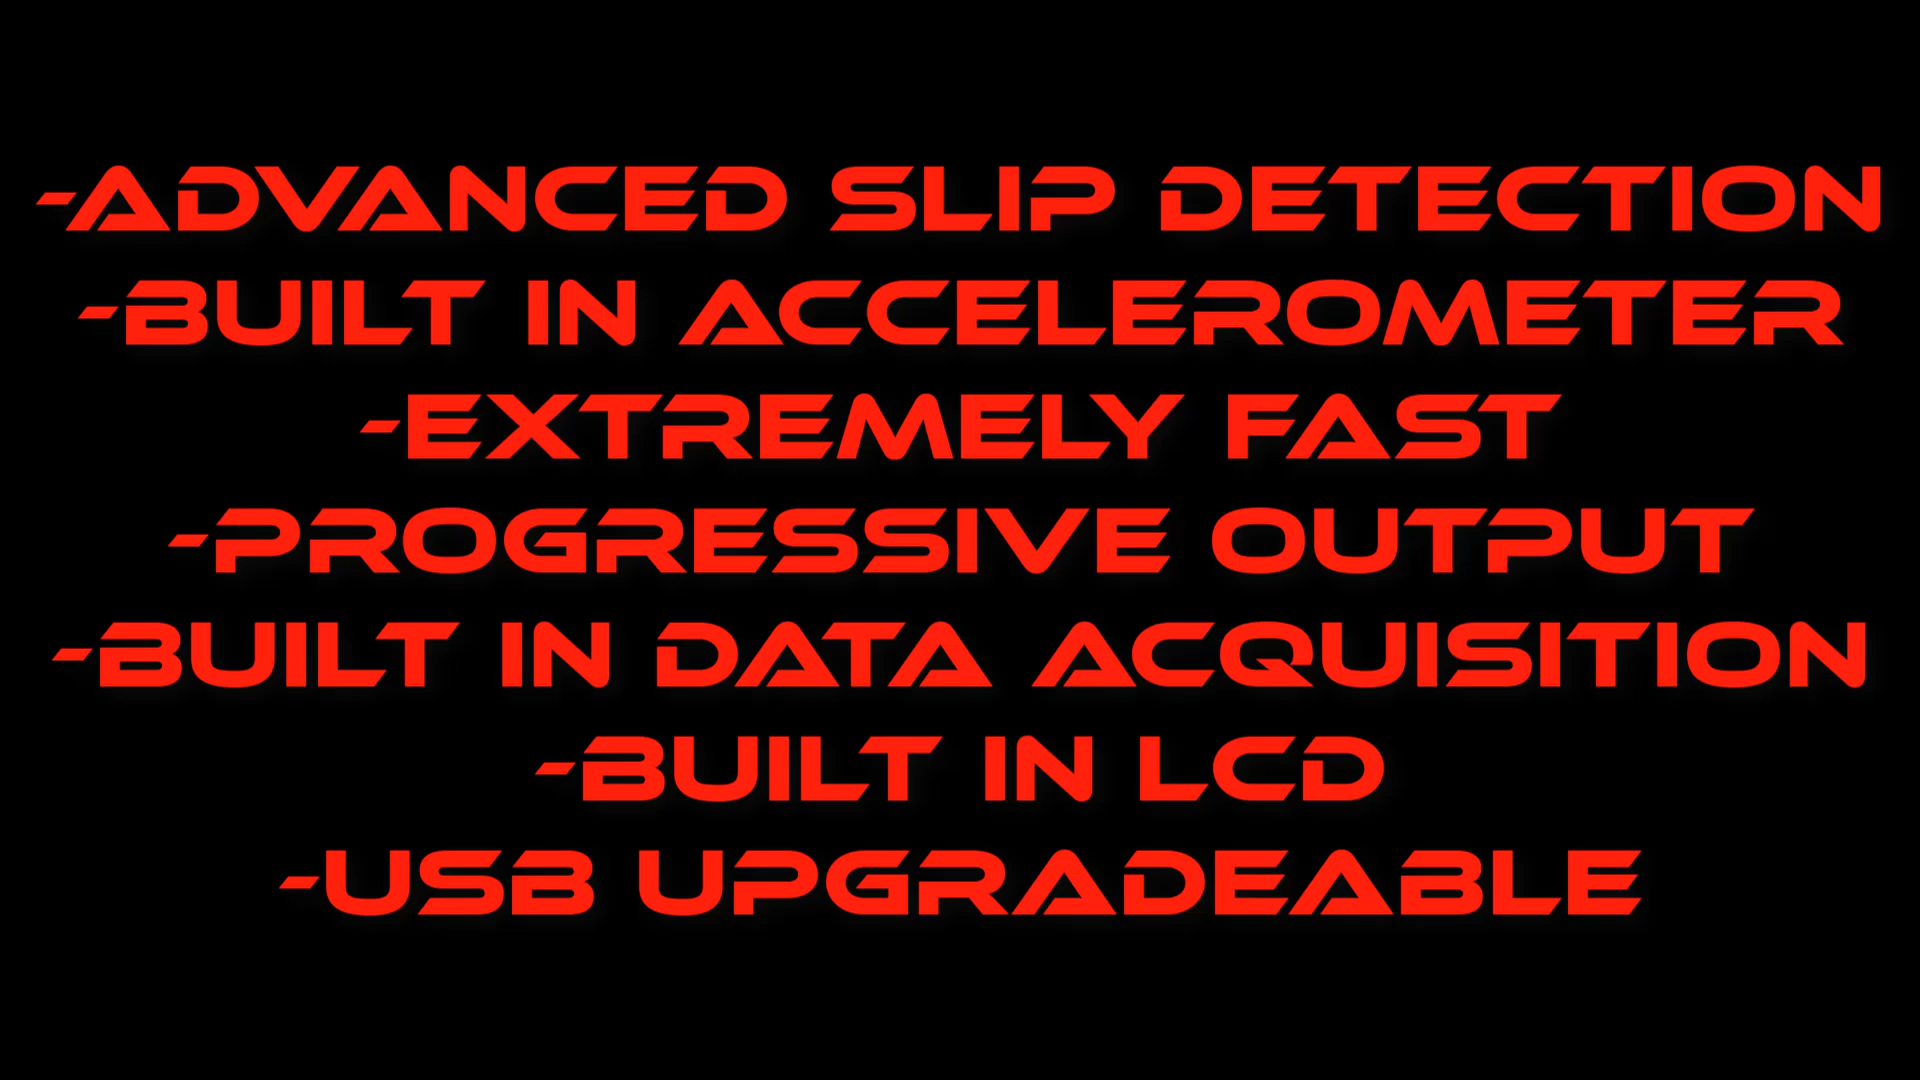 -ADVANCED SLIP DETECTION
-BUILT IN ACCELEROMETER
-EXTREMELY FAST
-PROGRESSIVE OUTPUT
-BUILT IN DATA ACQUISITION
-BUILT IN LCD
-USB UPGRADEABLE